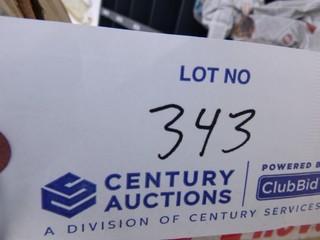 LOT NO
343
CENTURY AUCTIONS
POWERED B
ClubBid
A DIVISION OF CENTURY SERVICES